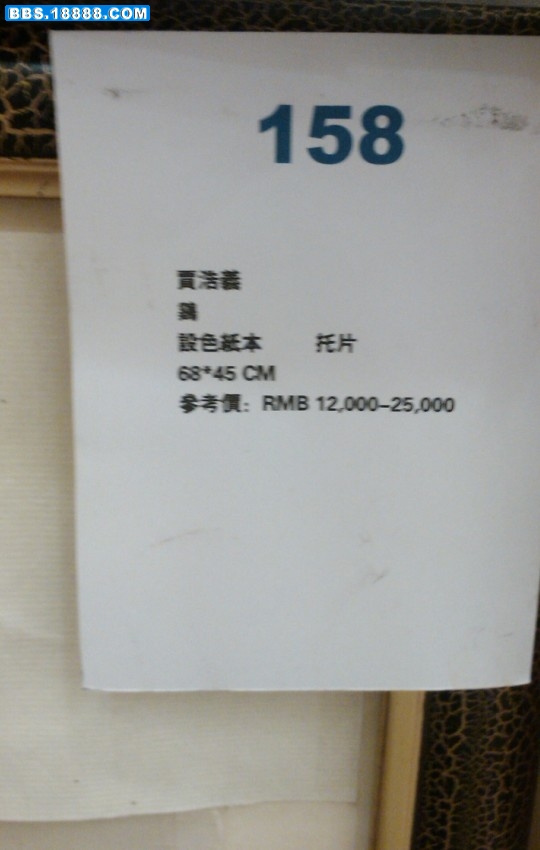 BBS.18888.COM
158
賈浩義
鷄
設色紙本 托片
68*45 CM
參考價：RMB 12,000-25,000